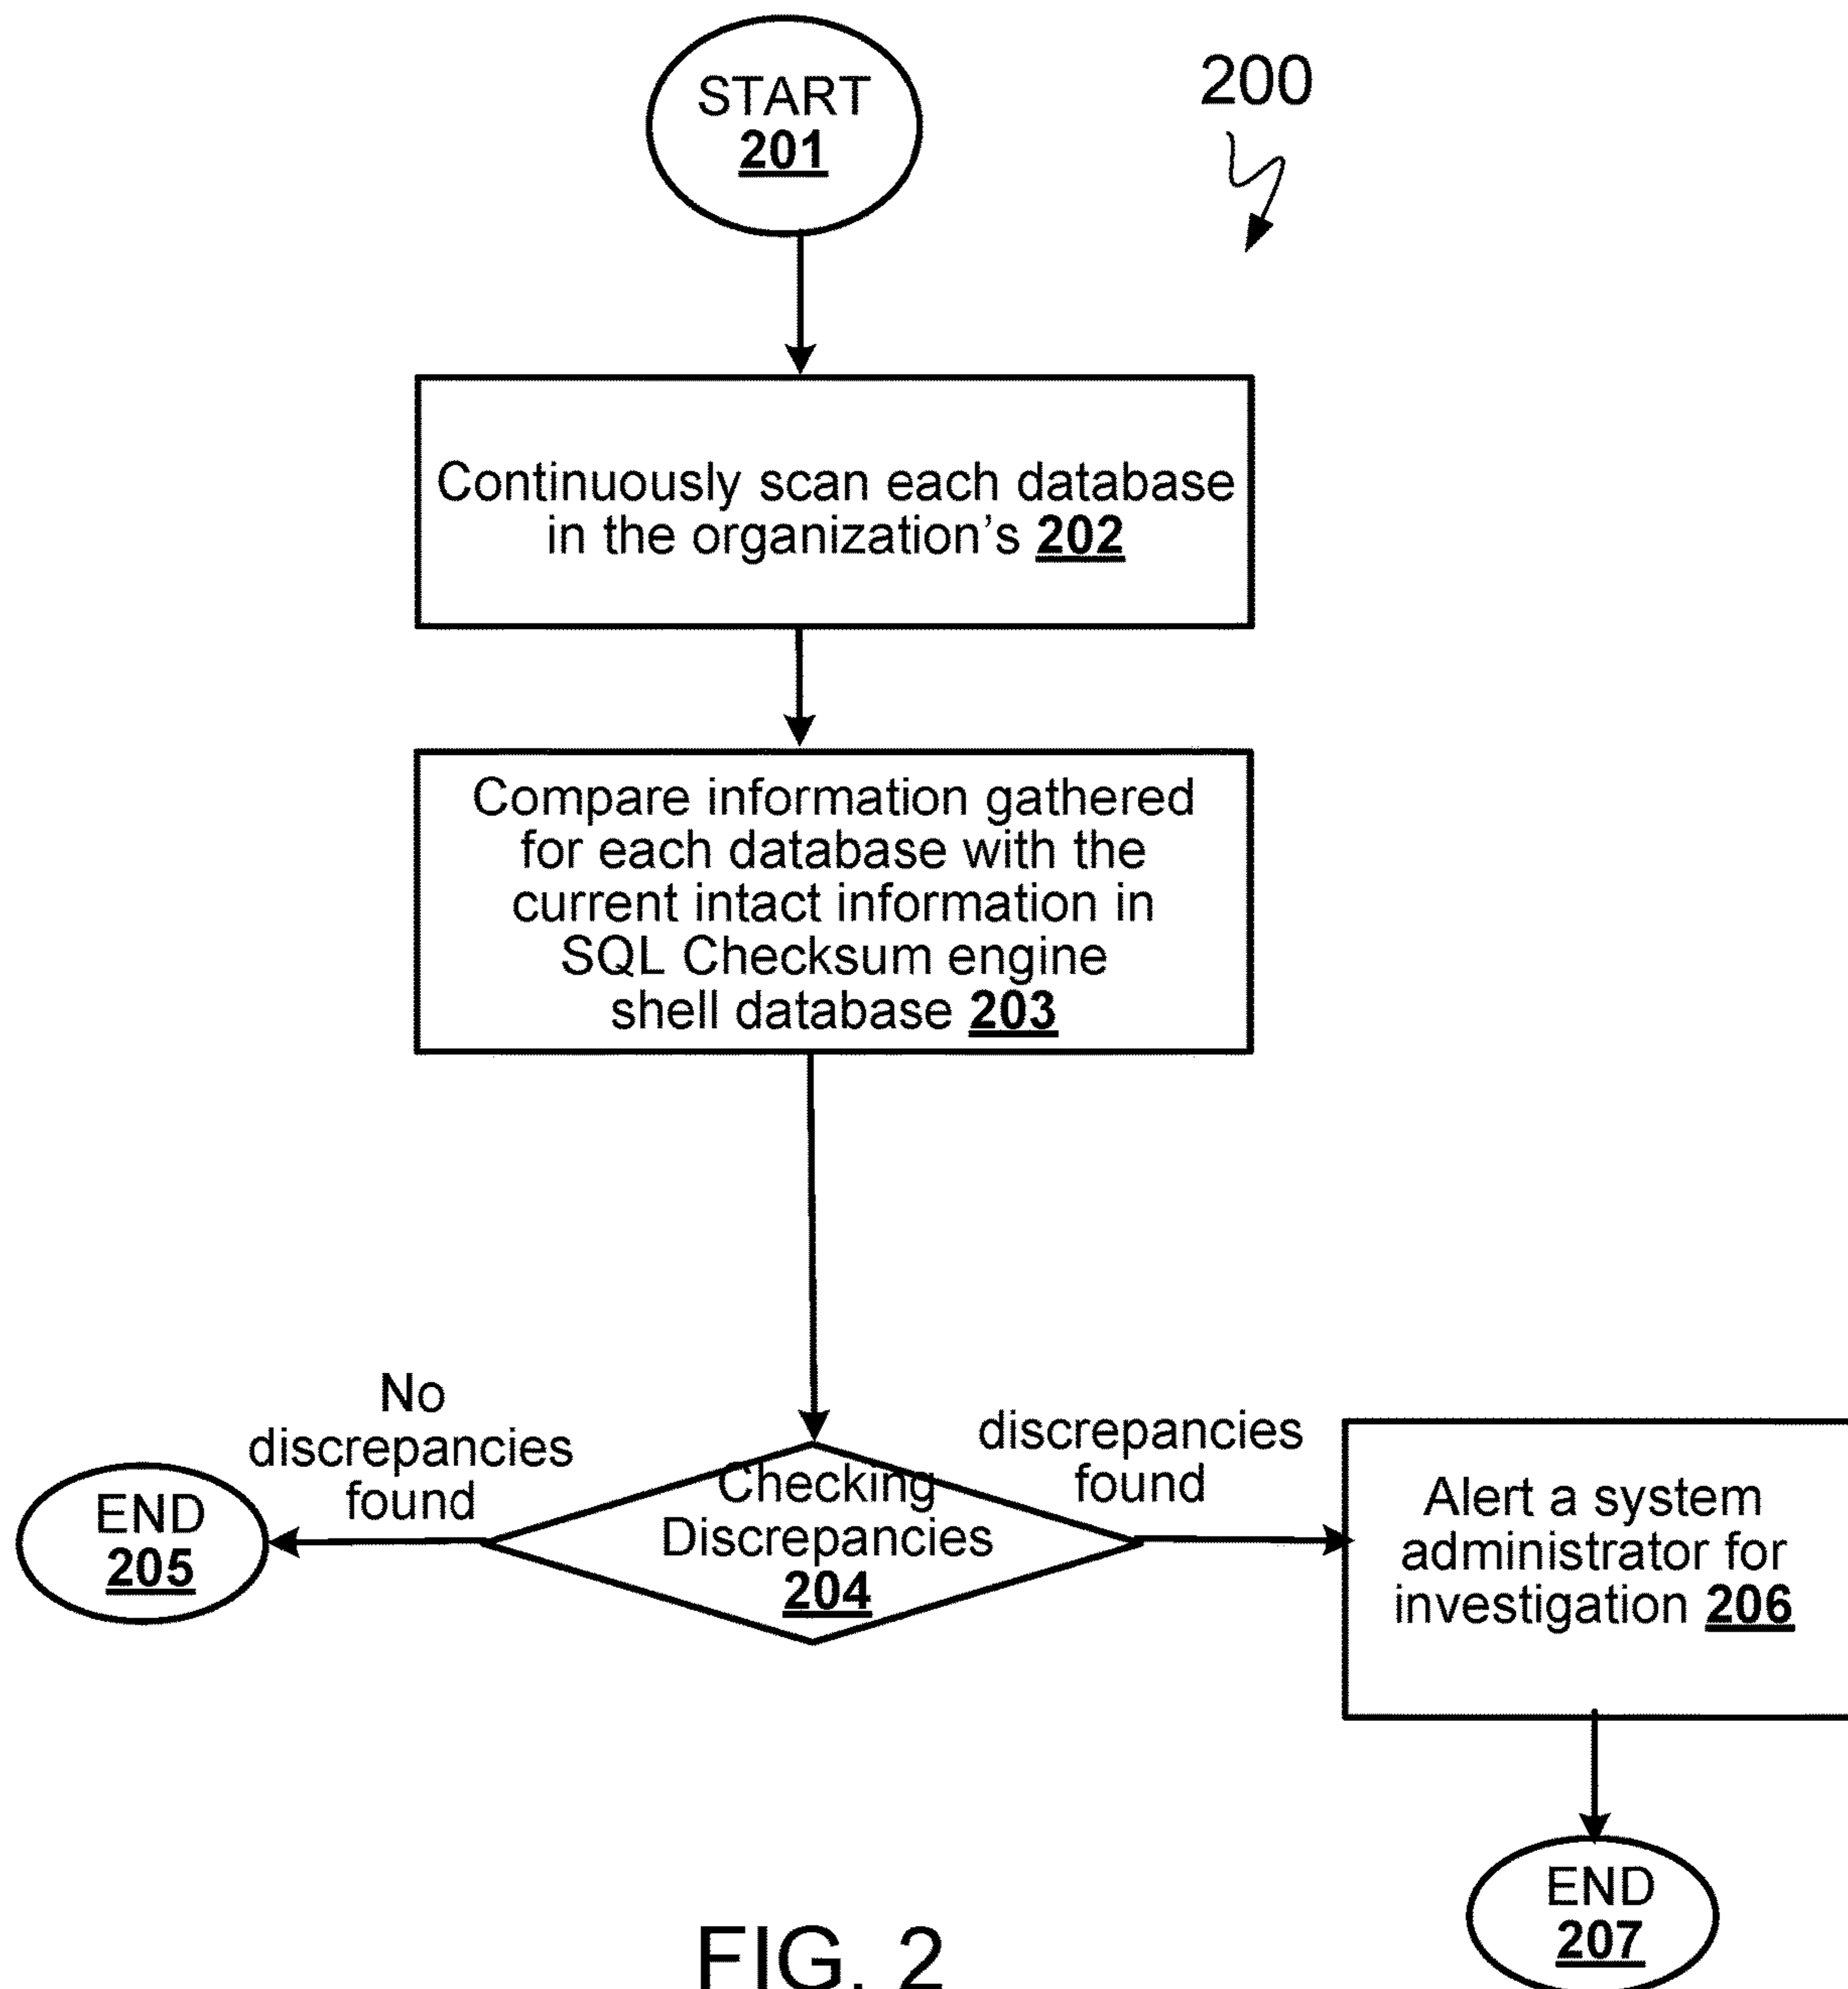 START
201
200
Continuously scan each database
in the organization’s 202
Compare information gathered
for each database with the
current intact information in
SQL Checksum engine
shell database 203
No
discrepancies
found
discrepancies
found
Checking
Discrepancies
204
END
205
Alert a system
administrator for
investigation 206
END
207
FIG. 2